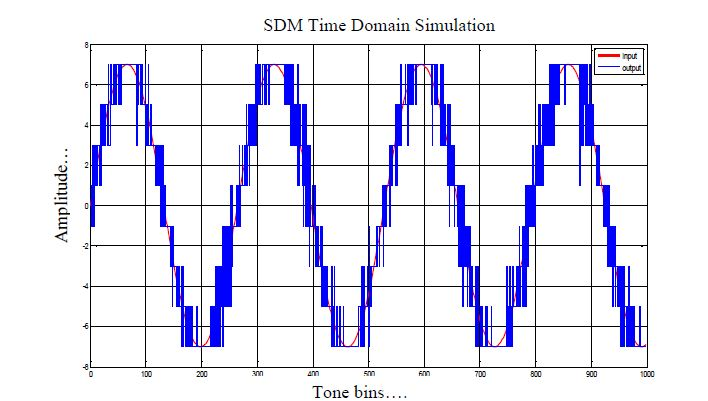 SDM Time Domain Simulation
input
output
8
6
4
2
0
-2
-4
-6
-8
Amplitude…
0 100 200 300 400 500 600 700 800 900 1000
Tone bins….